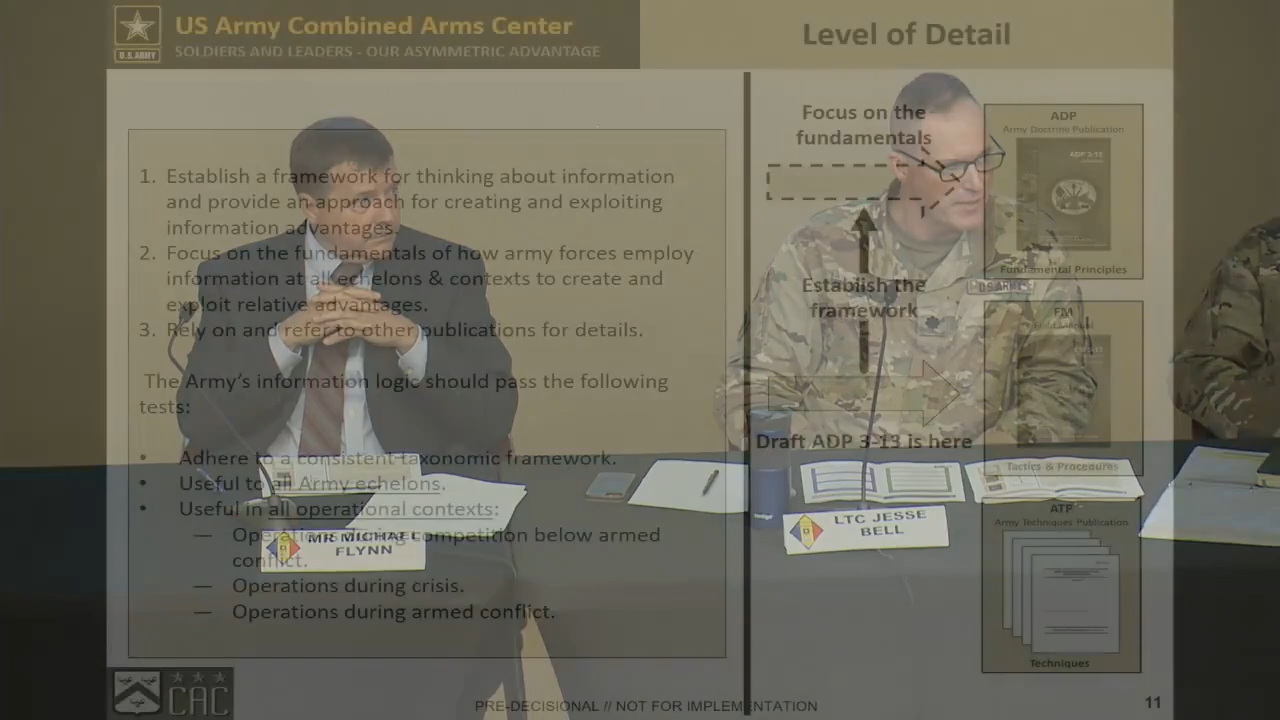 US Army Combined Arms Center
SOLDIERS AND LEADERS - OUR ASYMMETRIC ADVANTAGE
U.S. ARMY
Level of Detail
1. Establish a framework for thinking about information
and provide an approach for creating and exploiting
information advantages.
2. Focus on the fundamentals of how army forces employ
information at all echelons & contexts to create and
exploit relative advantages.
3. Rely on and refer to other publications for details.
The Army's information logic should pass the following
tests:
• Adhere to a consistent taxonomic framework.
• Useful to all Army echelons.
• Useful in all operational contexts:
— Operations during competition below armed
conflict.
— Operations during crisis.
— Operations during armed conflict.
Focus on the
fundamentals
Establish the
framework
Draft ADP 3-13 is here
ADP
Army Doctrine Publication
ADP 3-13
Fundamental Principles
U.S. ARMY
FM
Field Manual
Tactics & Procedures
ATP
Army Techniques Publication
Techniques
MR MICHAEL
FLYNN
LTC JESSE
BELL
CAC
PRE-DECISIONAL // NOT FOR IMPLEMENTATION
11